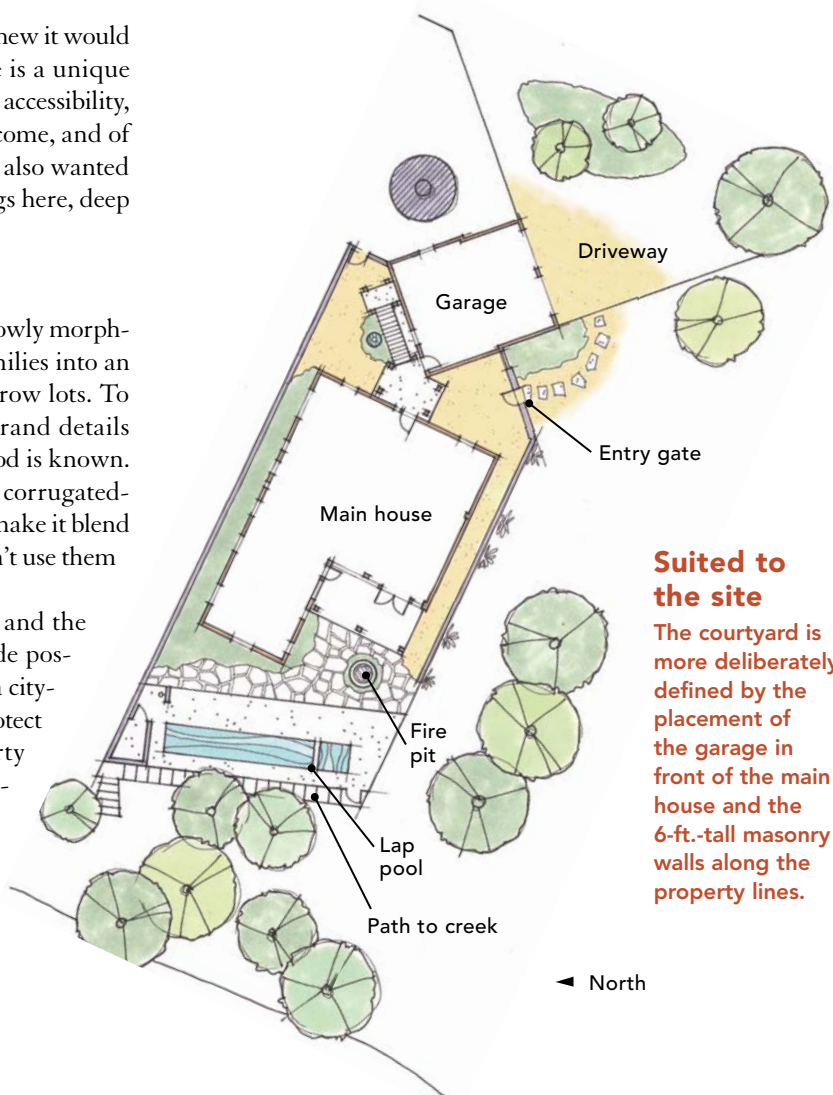 new it would
e is a unique
accessibility,
come, and of
also wanted
gs here, deep
owly morph-
milies into an
row lots. To
rand details
od is known.
corrugated-
make it blend
n't use them
and the
de pos-
city-
otect
rty
-
Driveway
Garage
Entry gate
Main house
Fire
pit
Lap
pool
Path to creek
◄ North
Suited to
the site
The courtyard is
more deliberately
defined by the
placement of
the garage in
front of the main
house and the
6-ft.-tall masonry
walls along the
property lines.